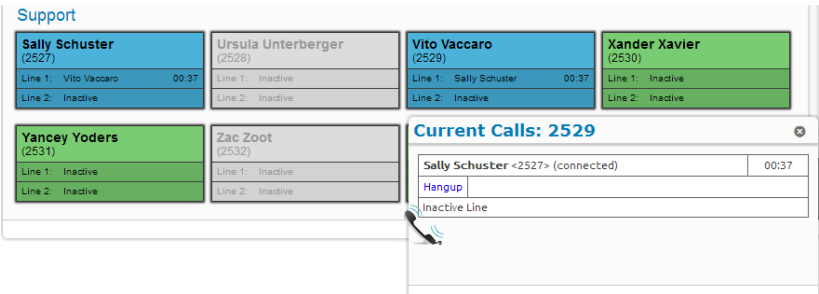 Support
Sally Schuster
(2527)
Line 1: Vito Vaccaro 00:37
Line 2: Inactive
Ursula Unterberger
(2528)
Line 1: Inactive
Line 2: Inactive
Vito Vaccaro
(2529)
Line 1: Sally Schuster 00:37
Line 2: Inactive
Xander Xavier
(2530)
Line 1: Inactive
Line 2: Inactive
Yancey Yoders
(2531)
Line 1: Inactive
Line 2: Inactive
Zac Zoot
(2532)
Line 1: Inactive
Line 2: Inactive
Current Calls: 2529
Sally Schuster <2527> (connected) 00:37
Hangup
Inactive Line